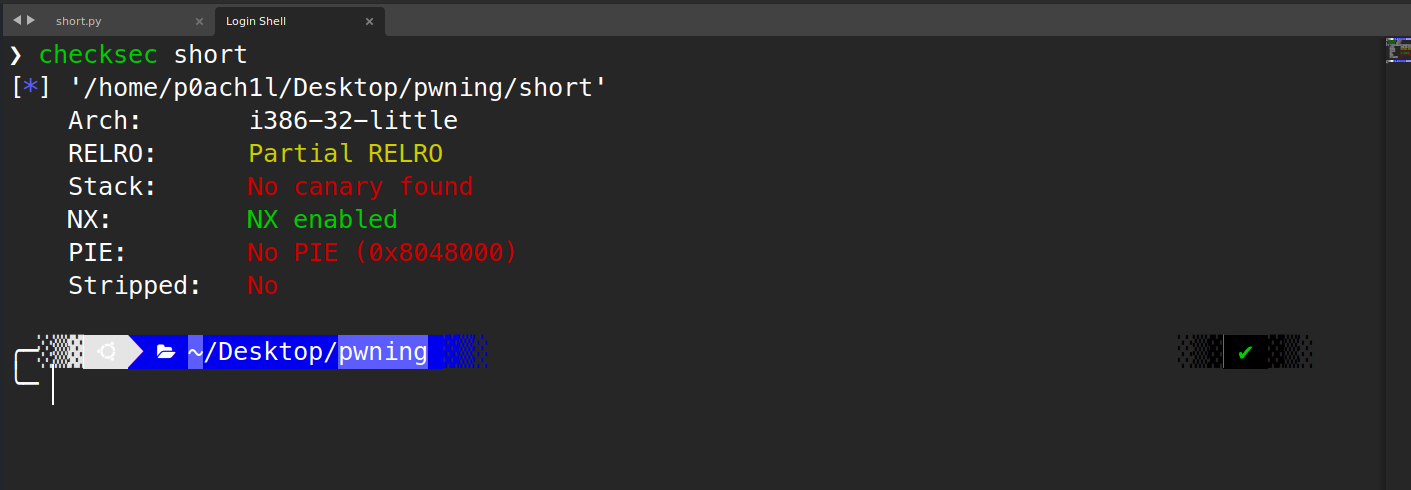 short.py × Login Shell ×
❯ checksec short
[*] '/home/p0ach1l/Desktop/pwning/short'
Arch: i386-32-little
RELRO: Partial RELRO
Stack: No canary found
NX: NX enabled
PIE: No PIE (0x8048000)
Stripped: No
~/Desktop/pwning ✔